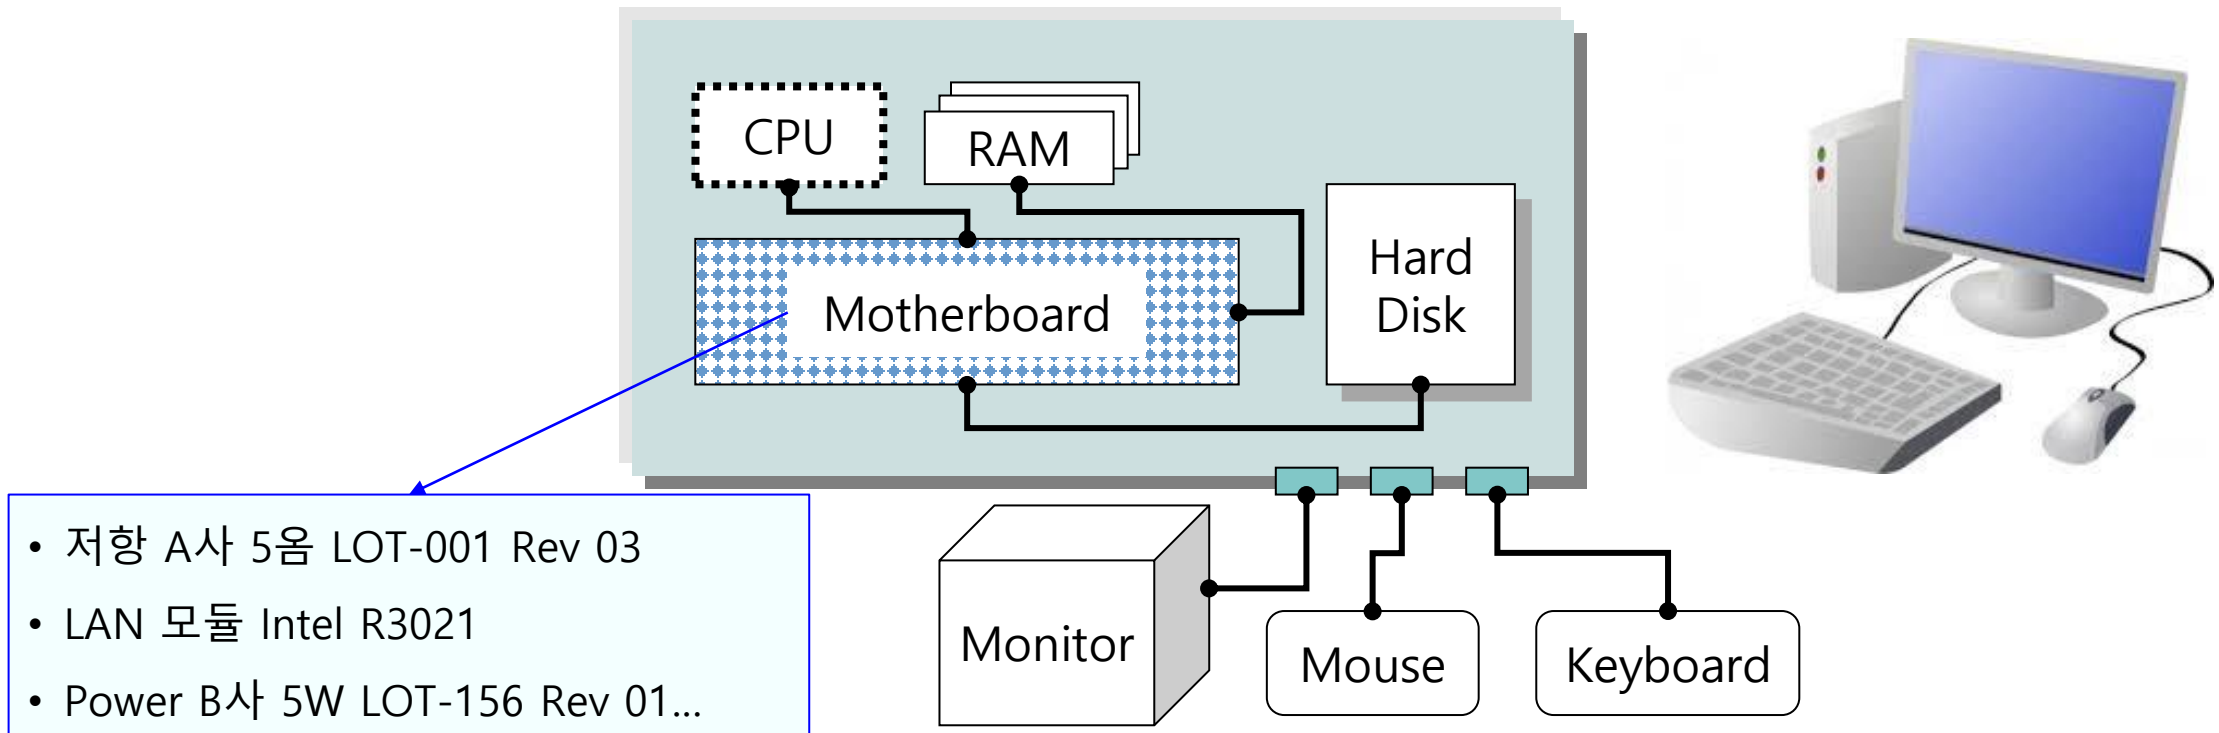 CPU
RAM
Hard
Disk
Motherboard
• 저항 A사 5옴 LOT-001 Rev 03
• LAN 모듈 Intel R3021
• Power B사 5W LOT-156 Rev 01...
Monitor
Mouse
Keyboard